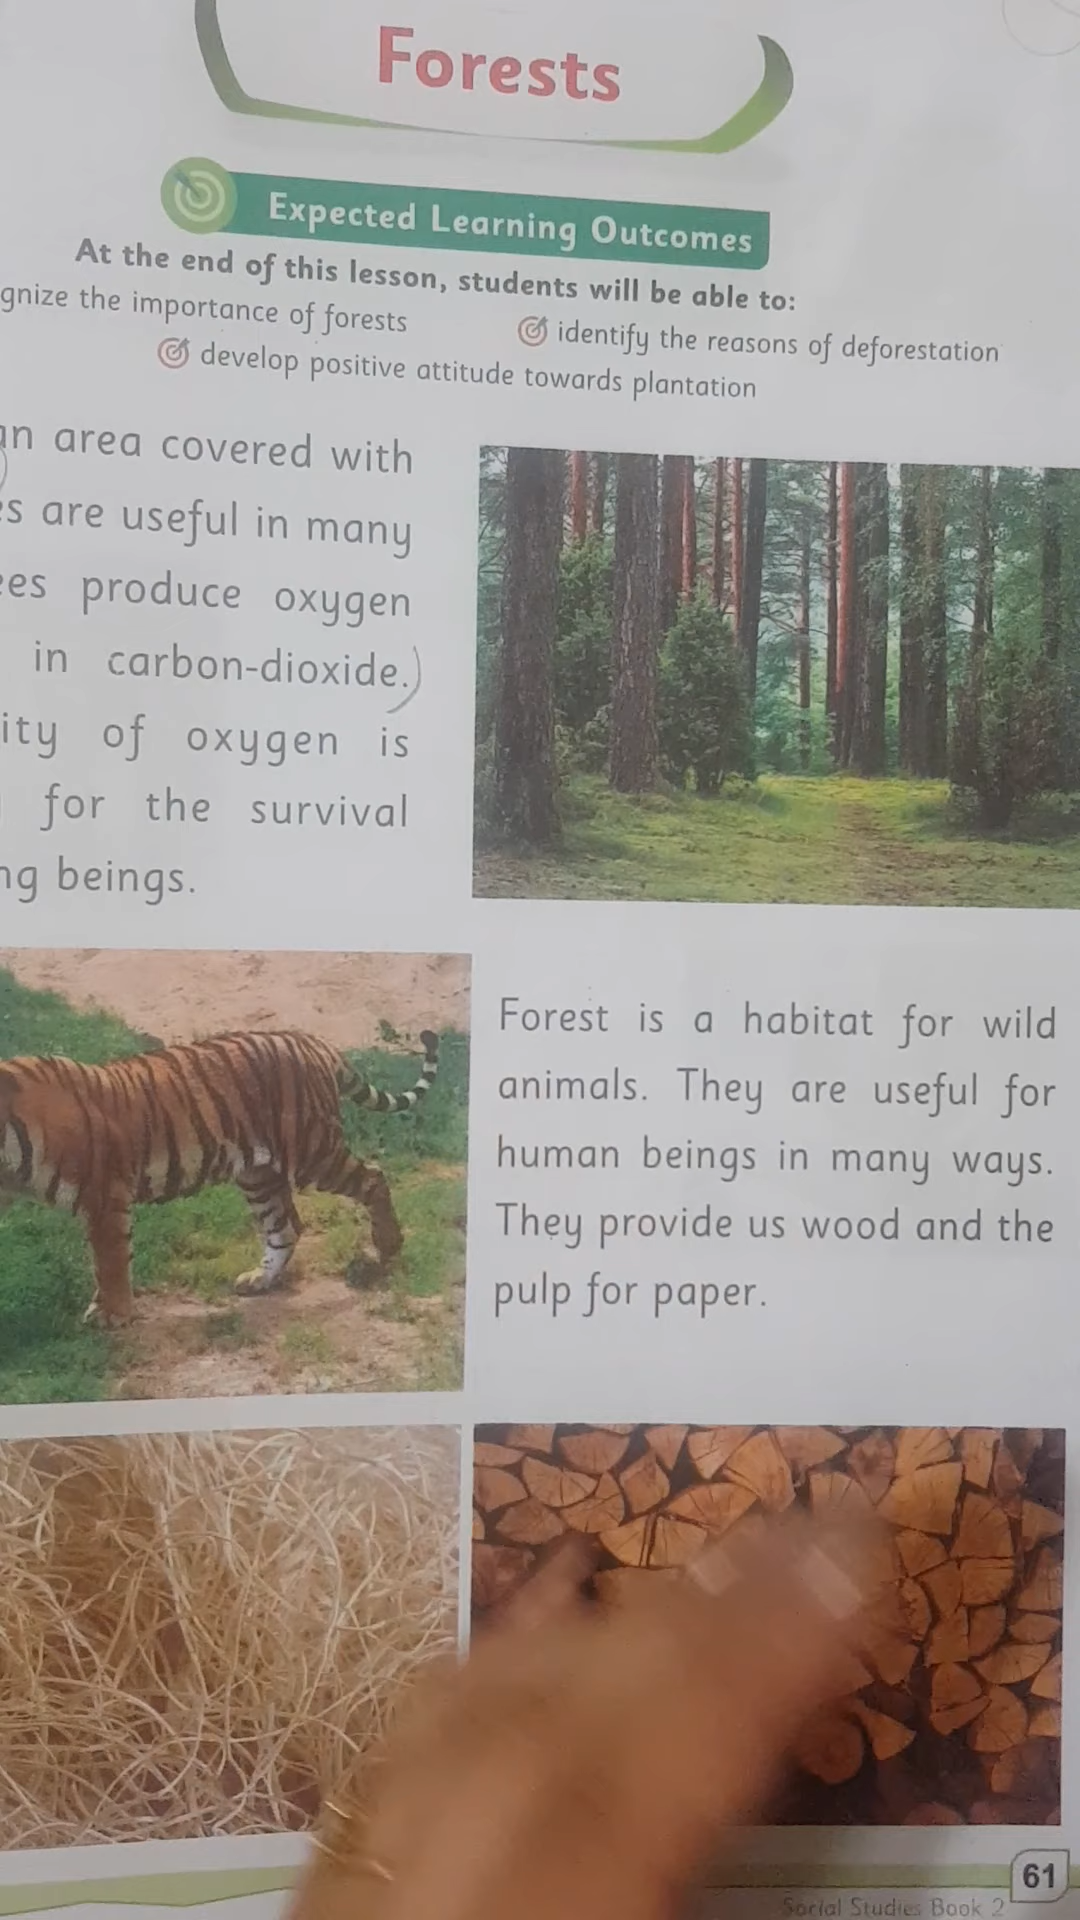 Forests
Expected Learning Outcomes
At the end of this lesson, students will be able to:
the importance of forests
identify the reasons of deforestation
develop positive attitude towards plantation
area covered with
are useful in many
produce oxygen
in carbon-dioxide.
of oxygen is
for the survival
beings.
Forest is a habitat for wild
animals. They are useful for
human beings in many ways.
They provide us wood and the
pulp for paper.
61
Social Studies Book 2